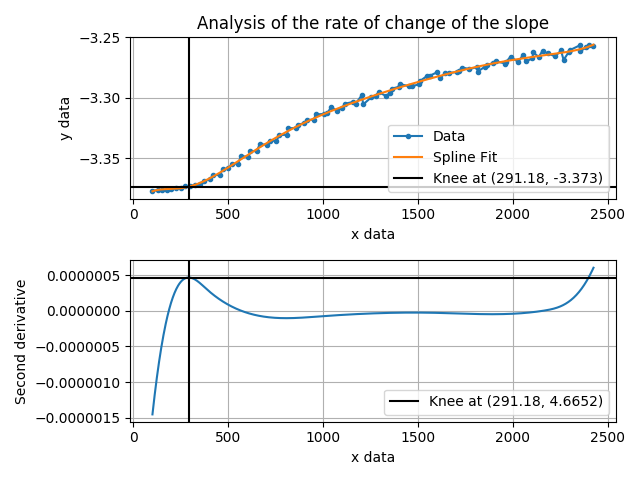 Analysis of the rate of change of the slope
−3.25
−3.30
−3.35
y data
Data
Spline Fit
Knee at (291.18, -3.373)
0 500 1000 1500 2000 2500
x data
0.0000005
0.0000000
−0.0000005
−0.0000010
−0.0000015
Second derivative
Knee at (291.18, 4.6652)
0 500 1000 1500 2000 2500
x data